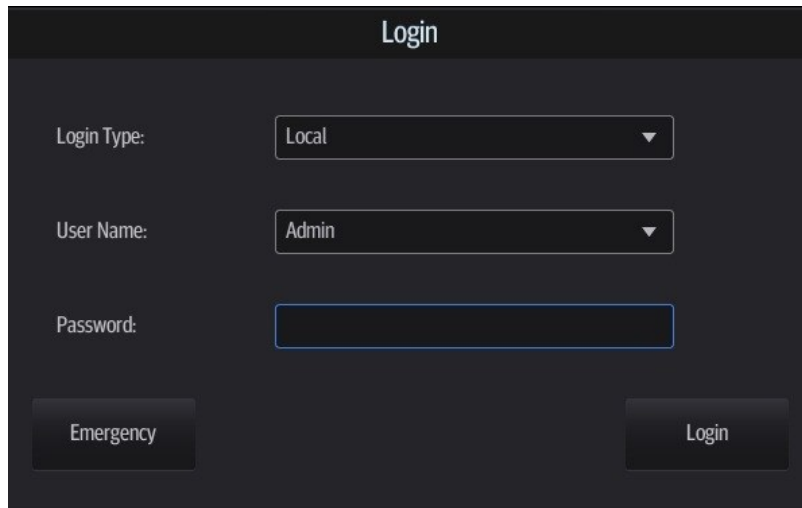 Login
Login Type: Local
User Name: Admin
Password:
Emergency Login